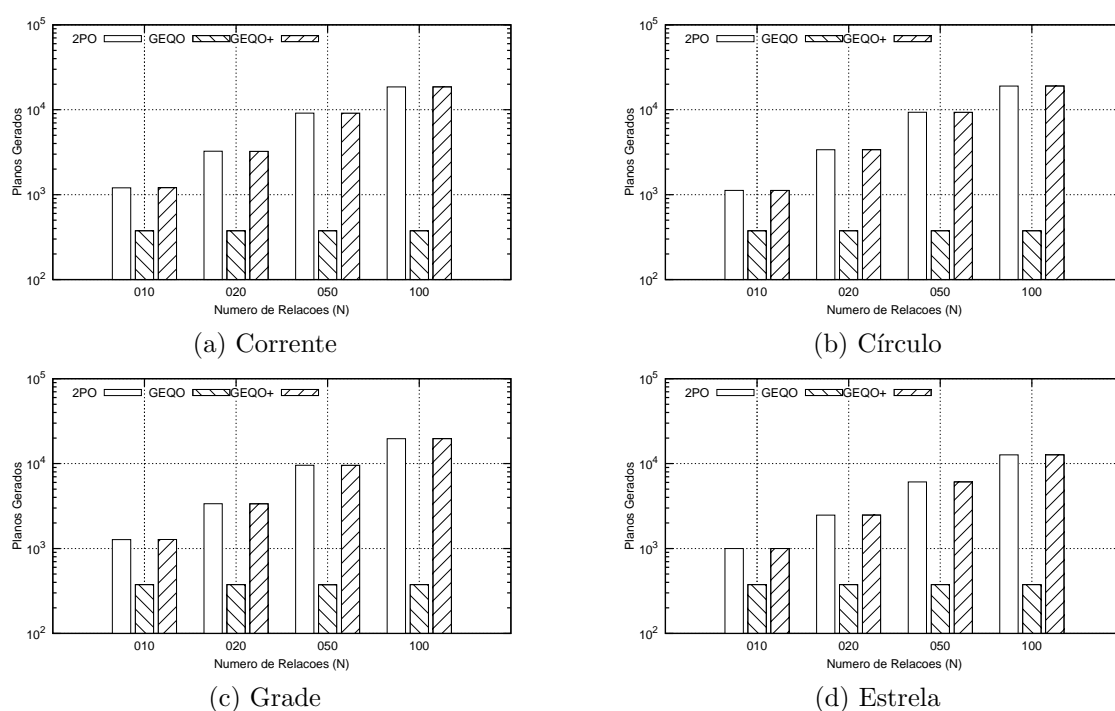 10^5
10^4
10^3
10^2
Planos Gerados
2PO GEQO GEQO+
010 020 050 100
Numero de Relacoes (N)
(a) Corrente
10^5
10^4
10^3
10^2
Planos Gerados
2PO GEQO GEQO+
010 020 050 100
Numero de Relacoes (N)
(b) Círculo
10^5
10^4
10^3
10^2
Planos Gerados
2PO GEQO GEQO+
010 020 050 100
Numero de Relacoes (N)
(c) Grade
10^5
10^4
10^3
10^2
Planos Gerados
2PO GEQO GEQO+
010 020 050 100
Numero de Relacoes (N)
(d) Estrela